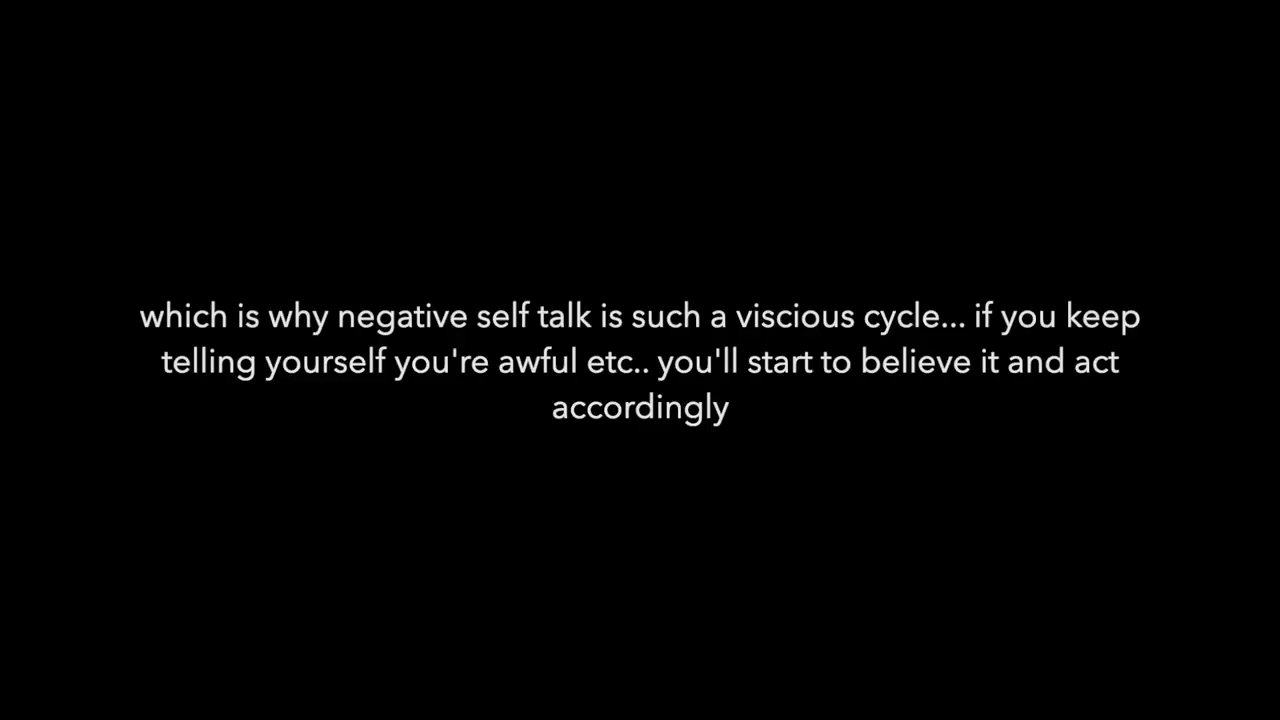 which is why negative self talk is such a viscious cycle... if you keep
telling yourself you're awful etc.. you'll start to believe it and act
accordingly